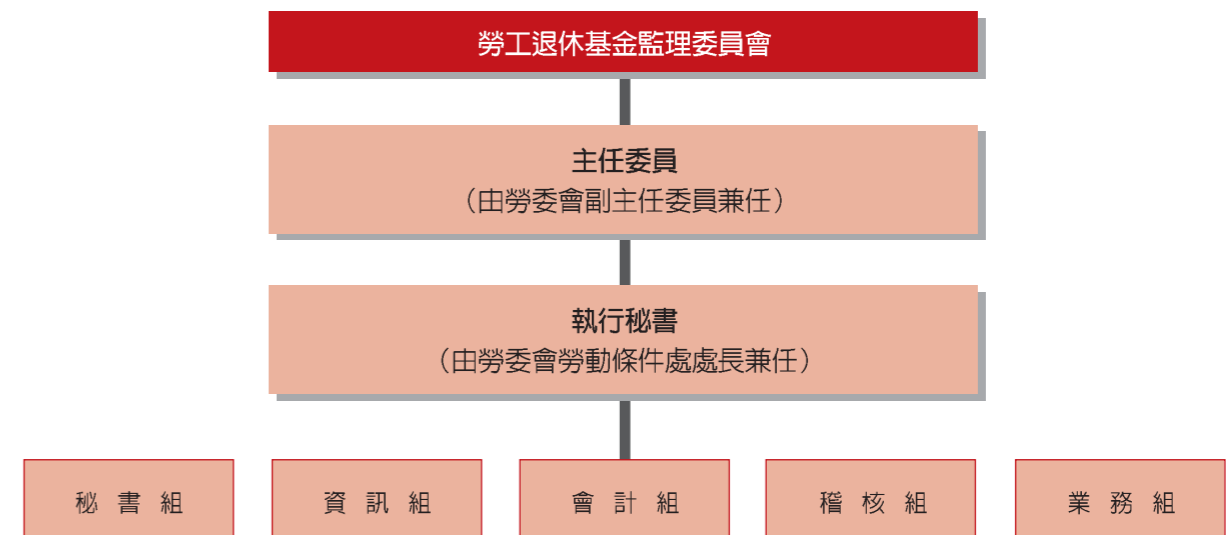 勞工退休基金監理委員會
主任委員
（由勞委會副主任委員兼任）
執行秘書
（由勞委會勞動條件處處長兼任）
秘書組
資訊組
會計組
稽核組
業務組